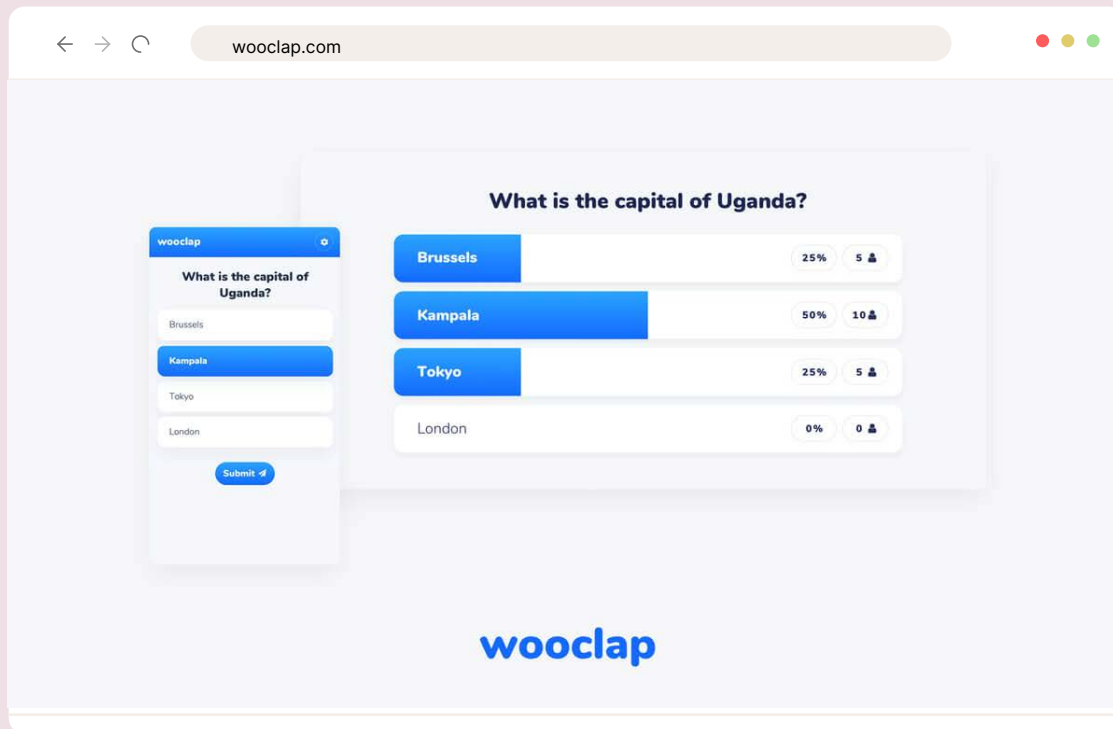 wooclap.com
What is the capital of Uganda?
Brussels 25% 5
Kampala 50% 10
Tokyo 25% 5
London 0% 0
wooclap
What is the capital of
Uganda?
Brussels
Kampala
Tokyo
London
Submit
wooclap